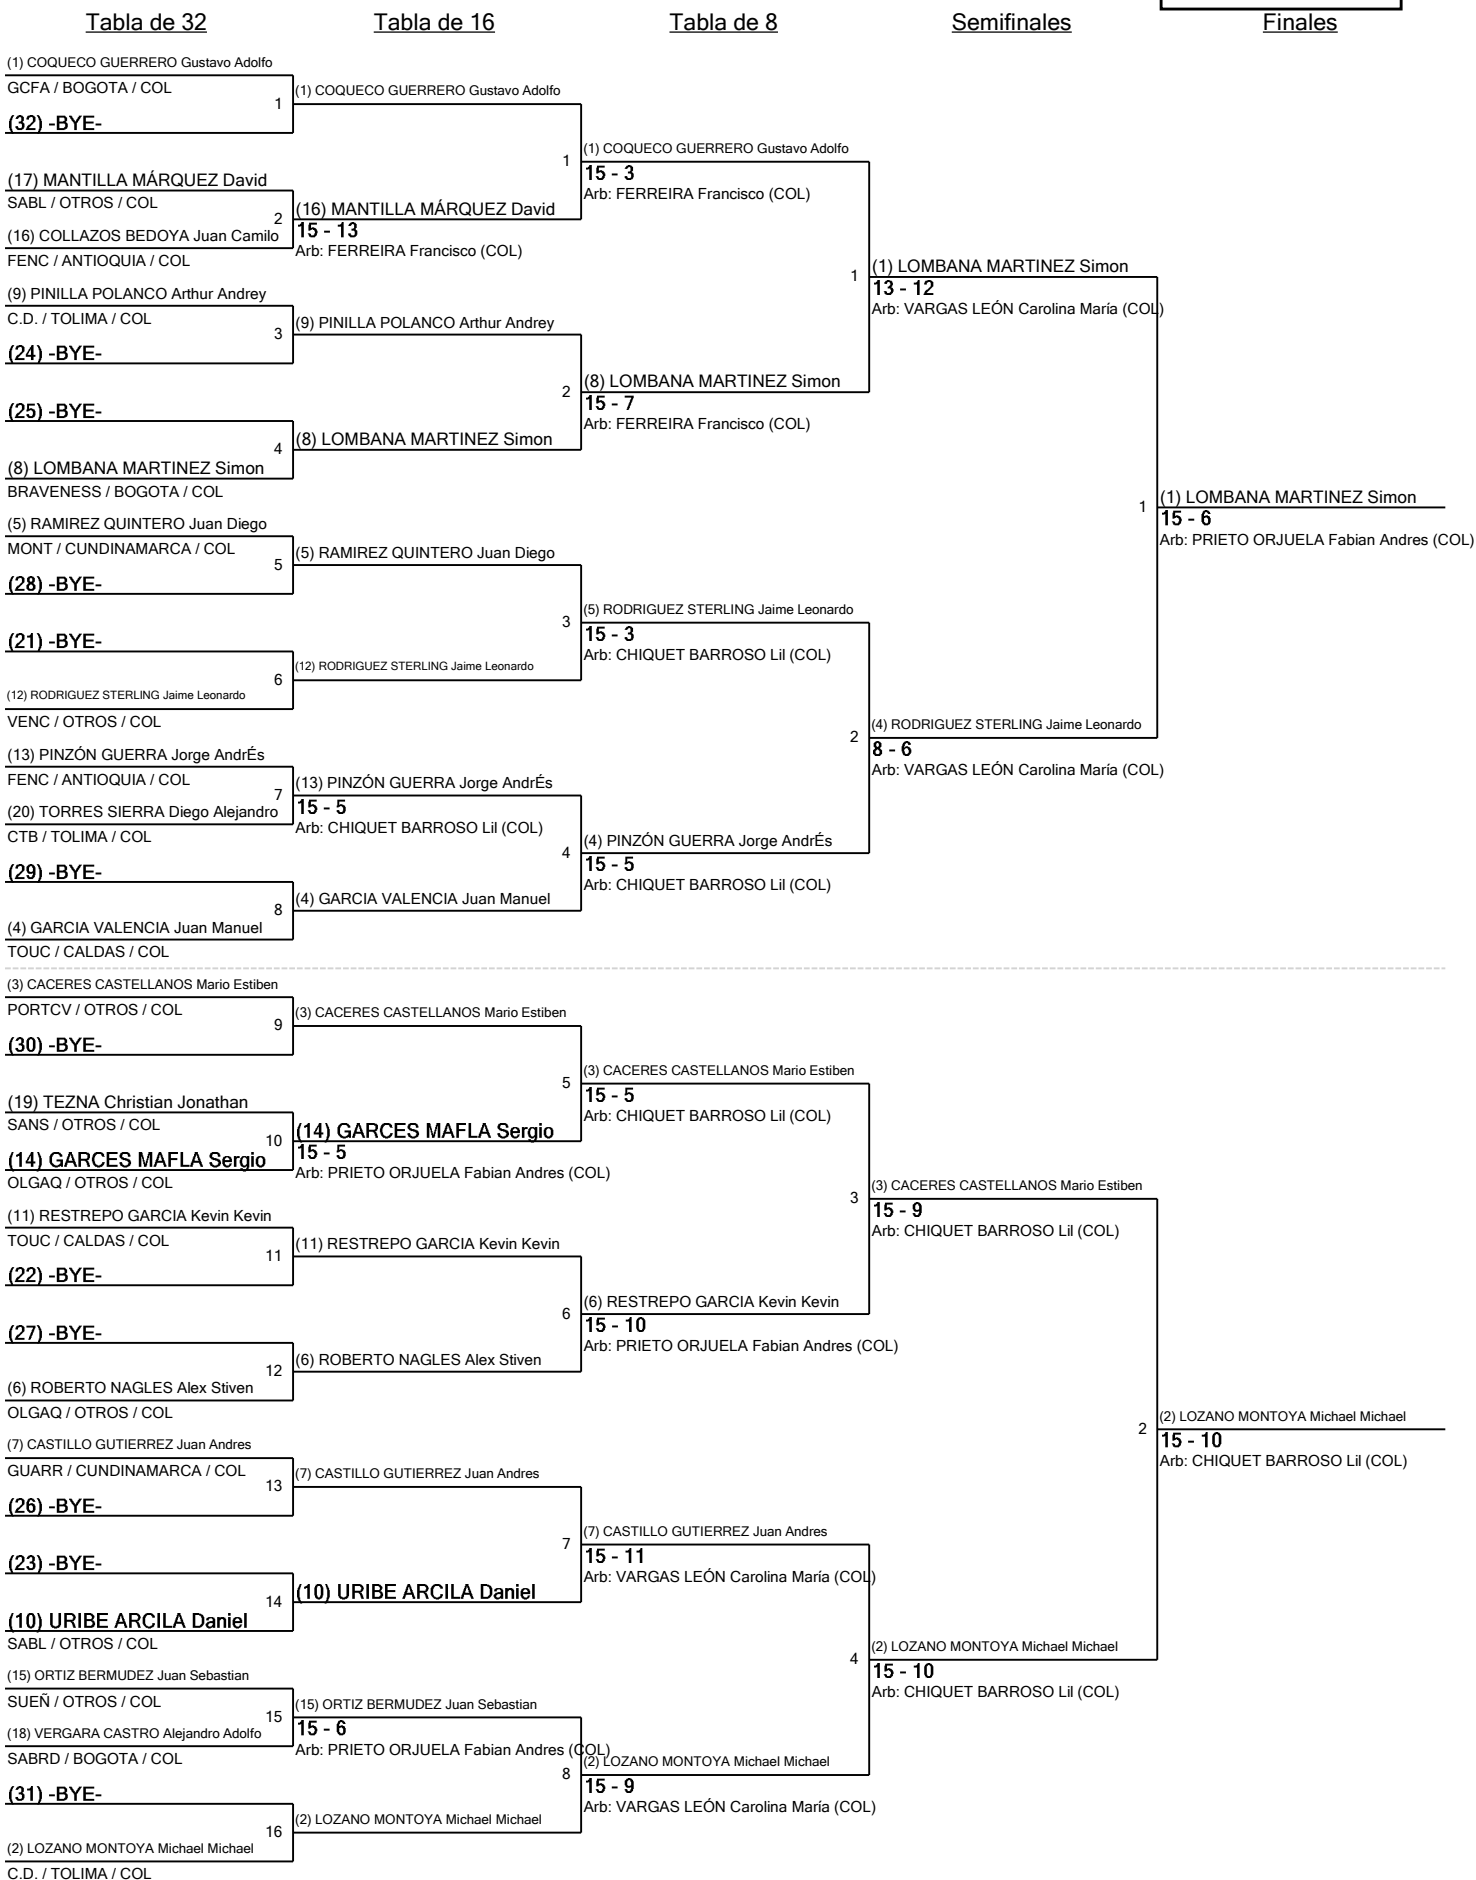 Tabla de 32
Tabla de 16
Tabla de 8
Semifinales
Finales
(1) COQUECO GUERRERO Gustavo Adolfo
GCFA / BOGOTA / COL
1
(32) -BYE-
(17) MANTILLA MÁRQUEZ David
SABL / OTROS / COL
2
(16) COLLAZOS BEDOYA Juan Camilo
FENC / ANTIOQUIA / COL
(9) PINILLA POLANCO Arthur Andrey
C.D. / TOLIMA / COL
3
(24) -BYE-
(25) -BYE-
4
(8) LOMBANA MARTINEZ Simon
BRAVENESS / BOGOTA / COL
(5) RAMIREZ QUINTERO Juan Diego
MONT / CUNDINAMARCA / COL
5
(28) -BYE-
(21) -BYE-
6
(12) RODRIGUEZ STERLING Jaime Leonardo
VENC / OTROS / COL
(13) PINZÓN GUERRA Jorge AndrÉs
FENC / ANTIOQUIA / COL
7
(20) TORRES SIERRA Diego Alejandro
CTB / TOLIMA / COL
(29) -BYE-
8
(4) GARCIA VALENCIA Juan Manuel
TOUC / CALDAS / COL
(3) CACERES CASTELLANOS Mario Estiben
PORTCV / OTROS / COL
9
(30) -BYE-
(19) TEZNA Christian Jonathan
SANS / OTROS / COL
10
(14) GARCES MAFLA Sergio
OLGAQ / OTROS / COL
(11) RESTREPO GARCIA Kevin Kevin
TOUC / CALDAS / COL
11
(22) -BYE-
(27) -BYE-
12
(6) ROBERTO NAGLES Alex Stiven
OLGAQ / OTROS / COL
(7) CASTILLO GUTIERREZ Juan Andres
GUARR / CUNDINAMARCA / COL
13
(26) -BYE-
(23) -BYE-
14
(10) URIBE ARCILA Daniel
SABL / OTROS / COL
(15) ORTIZ BERMUDEZ Juan Sebastian
SUEÑ / OTROS / COL
15
(18) VERGARA CASTRO Alejandro Adolfo
SABRD / BOGOTA / COL
(31) -BYE-
16
(2) LOZANO MONTOYA Michael Michael
C.D. / TOLIMA / COL
(1) COQUECO GUERRERO Gustavo Adolfo
1
(16) MANTILLA MÁRQUEZ David
15 - 13
Arb: FERREIRA Francisco (COL)
(9) PINILLA POLANCO Arthur Andrey
2
(8) LOMBANA MARTINEZ Simon
(5) RAMIREZ QUINTERO Juan Diego
3
(12) RODRIGUEZ STERLING Jaime Leonardo
(13) PINZÓN GUERRA Jorge AndrÉs
15 - 5
Arb: CHIQUET BARROSO Lil (COL)
4
(4) GARCIA VALENCIA Juan Manuel
(3) CACERES CASTELLANOS Mario Estiben
5
(14) GARCES MAFLA Sergio
15 - 5
Arb: PRIETO ORJUELA Fabian Andres (COL)
(11) RESTREPO GARCIA Kevin Kevin
6
(6) ROBERTO NAGLES Alex Stiven
(7) CASTILLO GUTIERREZ Juan Andres
7
(10) URIBE ARCILA Daniel
(15) ORTIZ BERMUDEZ Juan Sebastian
15 - 6
Arb: PRIETO ORJUELA Fabian Andres (COL)
8
(2) LOZANO MONTOYA Michael Michael
(1) COQUECO GUERRERO Gustavo Adolfo
15 - 3
Arb: FERREIRA Francisco (COL)
1
(8) LOMBANA MARTINEZ Simon
15 - 7
Arb: FERREIRA Francisco (COL)
(5) RODRIGUEZ STERLING Jaime Leonardo
15 - 3
Arb: CHIQUET BARROSO Lil (COL)
2
(4) PINZÓN GUERRA Jorge AndrÉs
15 - 5
Arb: CHIQUET BARROSO Lil (COL)
(3) CACERES CASTELLANOS Mario Estiben
15 - 5
Arb: CHIQUET BARROSO Lil (COL)
3
(6) RESTREPO GARCIA Kevin Kevin
15 - 10
Arb: PRIETO ORJUELA Fabian Andres (COL)
(7) CASTILLO GUTIERREZ Juan Andres
15 - 11
Arb: VARGAS LEÓN Carolina María (COL)
4
(2) LOZANO MONTOYA Michael Michael
15 - 9
Arb: VARGAS LEÓN Carolina María (COL)
(1) LOMBANA MARTINEZ Simon
13 - 12
Arb: VARGAS LEÓN Carolina María (COL)
1
(4) RODRIGUEZ STERLING Jaime Leonardo
8 - 6
Arb: VARGAS LEÓN Carolina María (COL)
(3) CACERES CASTELLANOS Mario Estiben
15 - 9
Arb: CHIQUET BARROSO Lil (COL)
2
(2) LOZANO MONTOYA Michael Michael
15 - 10
Arb: CHIQUET BARROSO Lil (COL)
(1) LOMBANA MARTINEZ Simon
15 - 6
Arb: PRIETO ORJUELA Fabian Andres (COL)
(2) LOZANO MONTOYA Michael Michael
15 - 10
Arb: CHIQUET BARROSO Lil (COL)